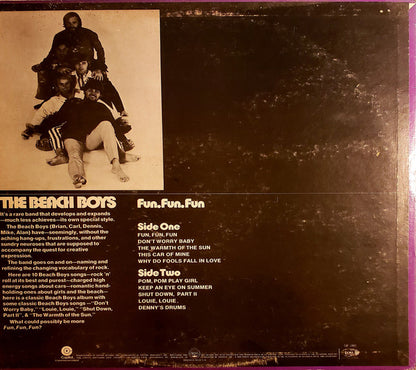 THE BEACH BOYS
It's a rare band that develops and expands
—much less achieves—its own special style.
The Beach Boys (Brian, Carl, Dennis,
Mike, Alan) have—seemingly, without the
aching hang-ups, frustrations, and other
sundry neuroses that are supposed to
accompany the quest for creative
expression.
The band goes on and on—naming and
refining the changing vocabulary of rock.
Here are 10 Beach Boys songs—rock 'n'
roll at its best and purest—charged high
energy songs about cars—romantic hand-
holding ones about girls and the beach—
here is a classic Beach Boys album with
some classic Beach Boys songs—"Don't
Worry Baby," "Louie, Louie," "Shut Down,
Part II", & "The Warmth of the Sun."
What could possibly be more
Fun, Fun, Fun?
Fun, Fun, Fun
Side One
FUN, FUN, FUN
DON'T WORRY BABY
THE WARMTH OF THE SUN
THIS CAR OF MINE
WHY DO FOOLS FALL IN LOVE
Side Two
POM, POM PLAY GIRL
KEEP AN EYE ON SUMMER
SHUT DOWN, PART II
LOUIE, LOUIE
DENNY'S DRUMS